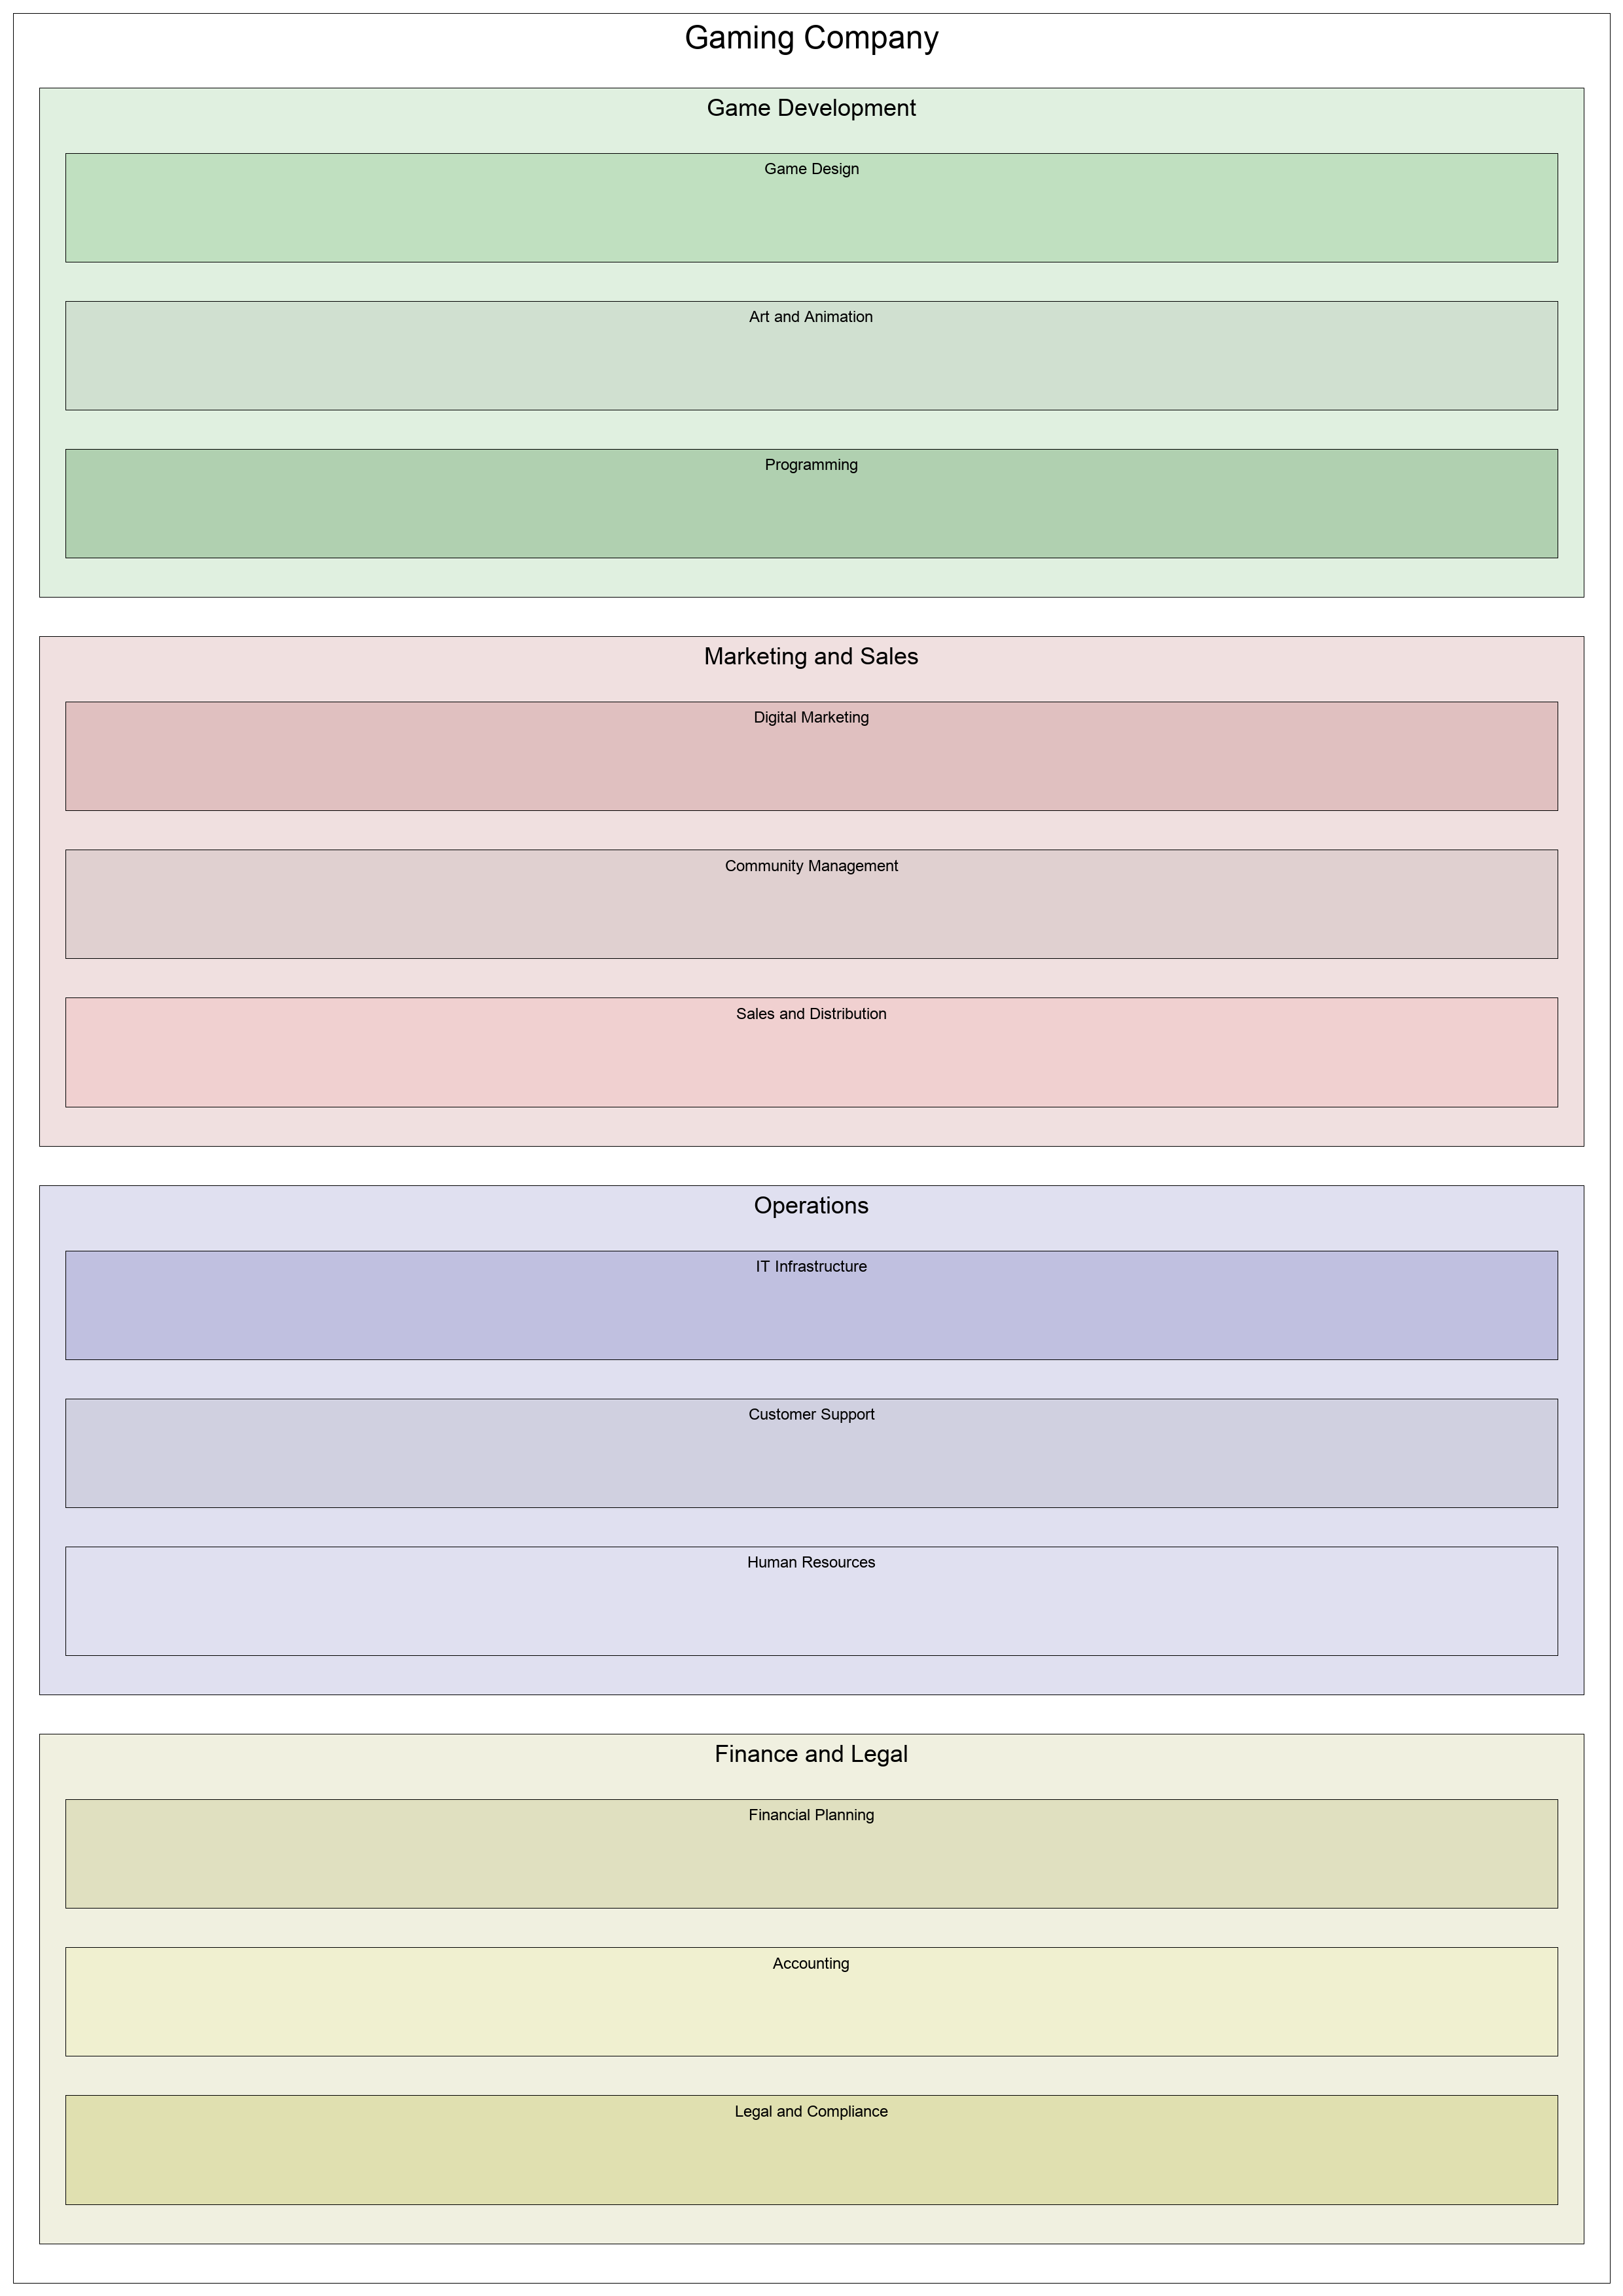 Gaming Company
Game Development
Game Design
Art and Animation
Programming
Marketing and Sales
Digital Marketing
Community Management
Sales and Distribution
Operations
IT Infrastructure
Customer Support
Human Resources
Finance and Legal
Financial Planning
Accounting
Legal and Compliance